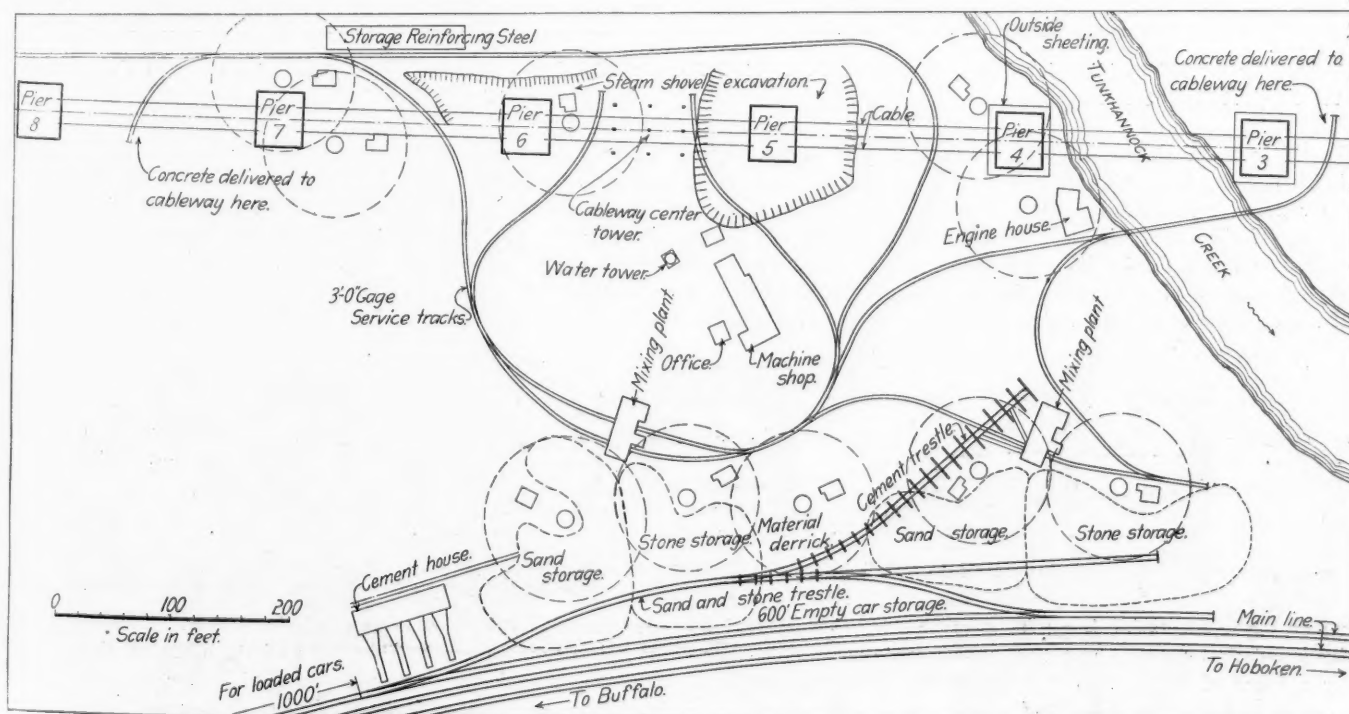 Storage Reinforcing Steel
Outside
sheeting.
TUNKHANNOCK
CREEK
Concrete delivered to
cableway here.
Steam shovel excavation.
Cable.
Pier
8
Pier
7
Pier
6
Pier
5
Pier
4
Pier
3
Concrete delivered to
cableway here.
Cableway center
tower.
Engine house.
Water tower.
3'-0" Gage
Service tracks.
Mixing plant.
Office.
Machine
shop.
Mixing plant
Cement trestle.
Material
derrick.
Sand
storage.
Stone storage.
Sand storage.
Stone storage.
Cement house.
Sand and stone trestle.
600' Empty car storage.
0 100 200
Scale in feet.
For loaded cars.
1000'
Main line.
To Hoboken.
To Buffalo.